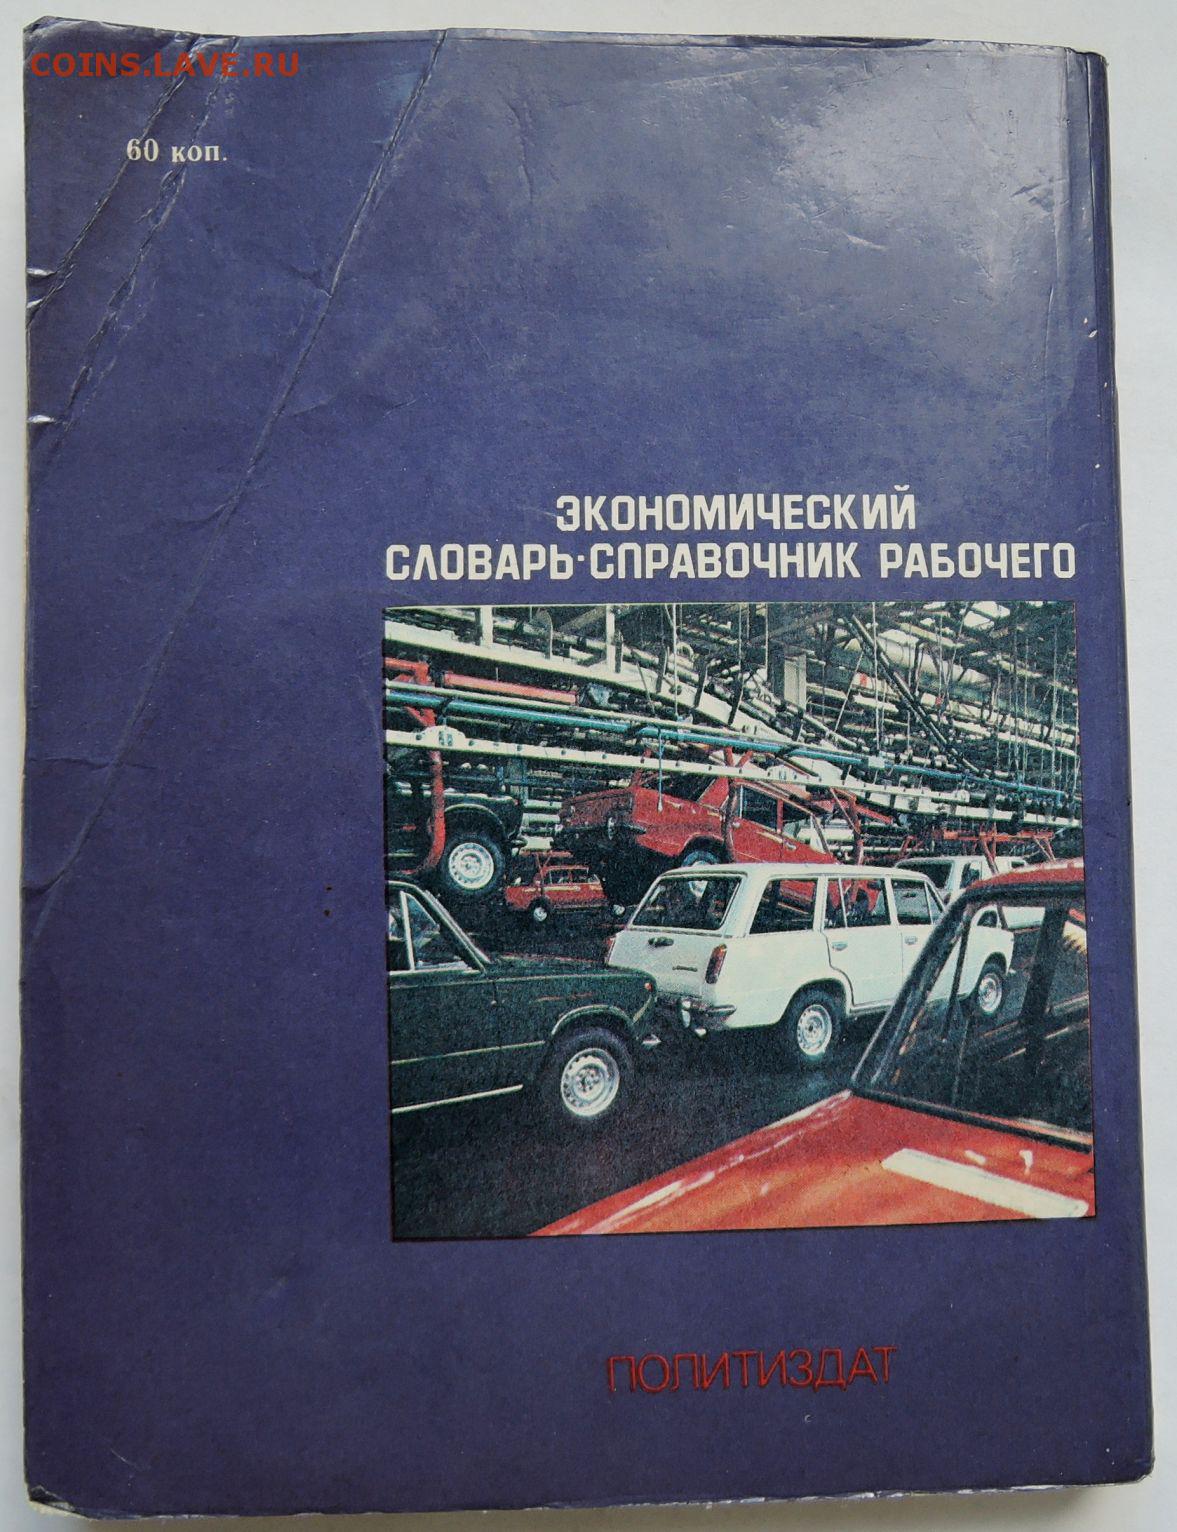 COINS.LAVE.RU
60 коп.
ЭКОНОМИЧЕСКИЙ
СЛОВАРЬ-СПРАВОЧНИК РАБОЧЕГО
ПОЛИТИЗДАТ